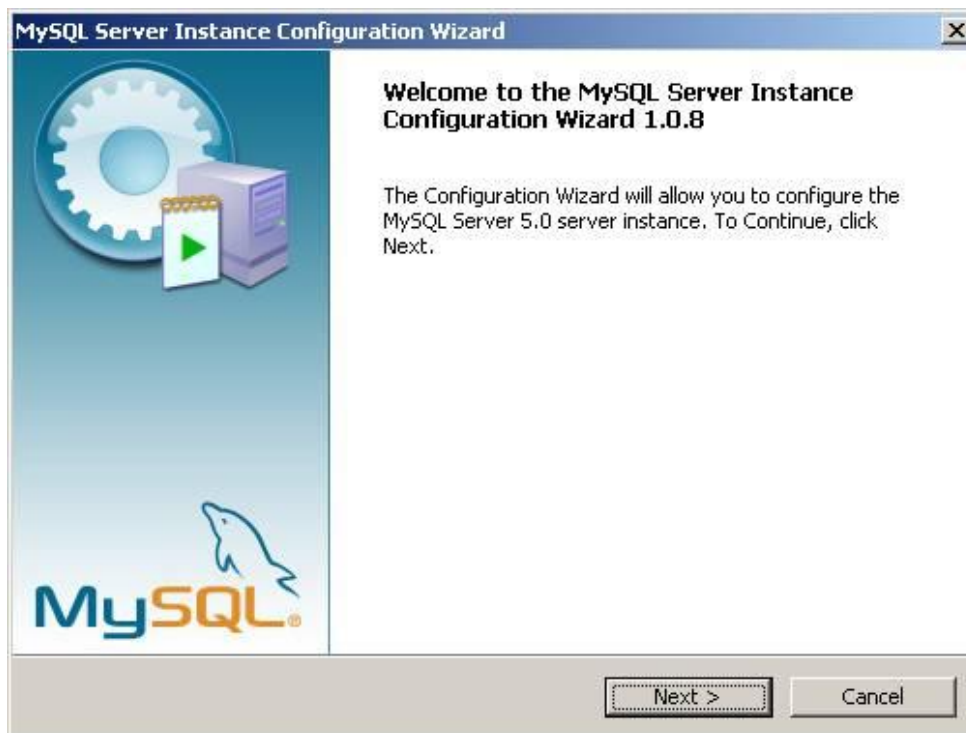 MySQL Server Instance Configuration Wizard
Welcome to the MySQL Server Instance
Configuration Wizard 1.0.8
The Configuration Wizard will allow you to configure the
MySQL Server 5.0 server instance. To Continue, click
Next.
MySQL®
Next >
Cancel